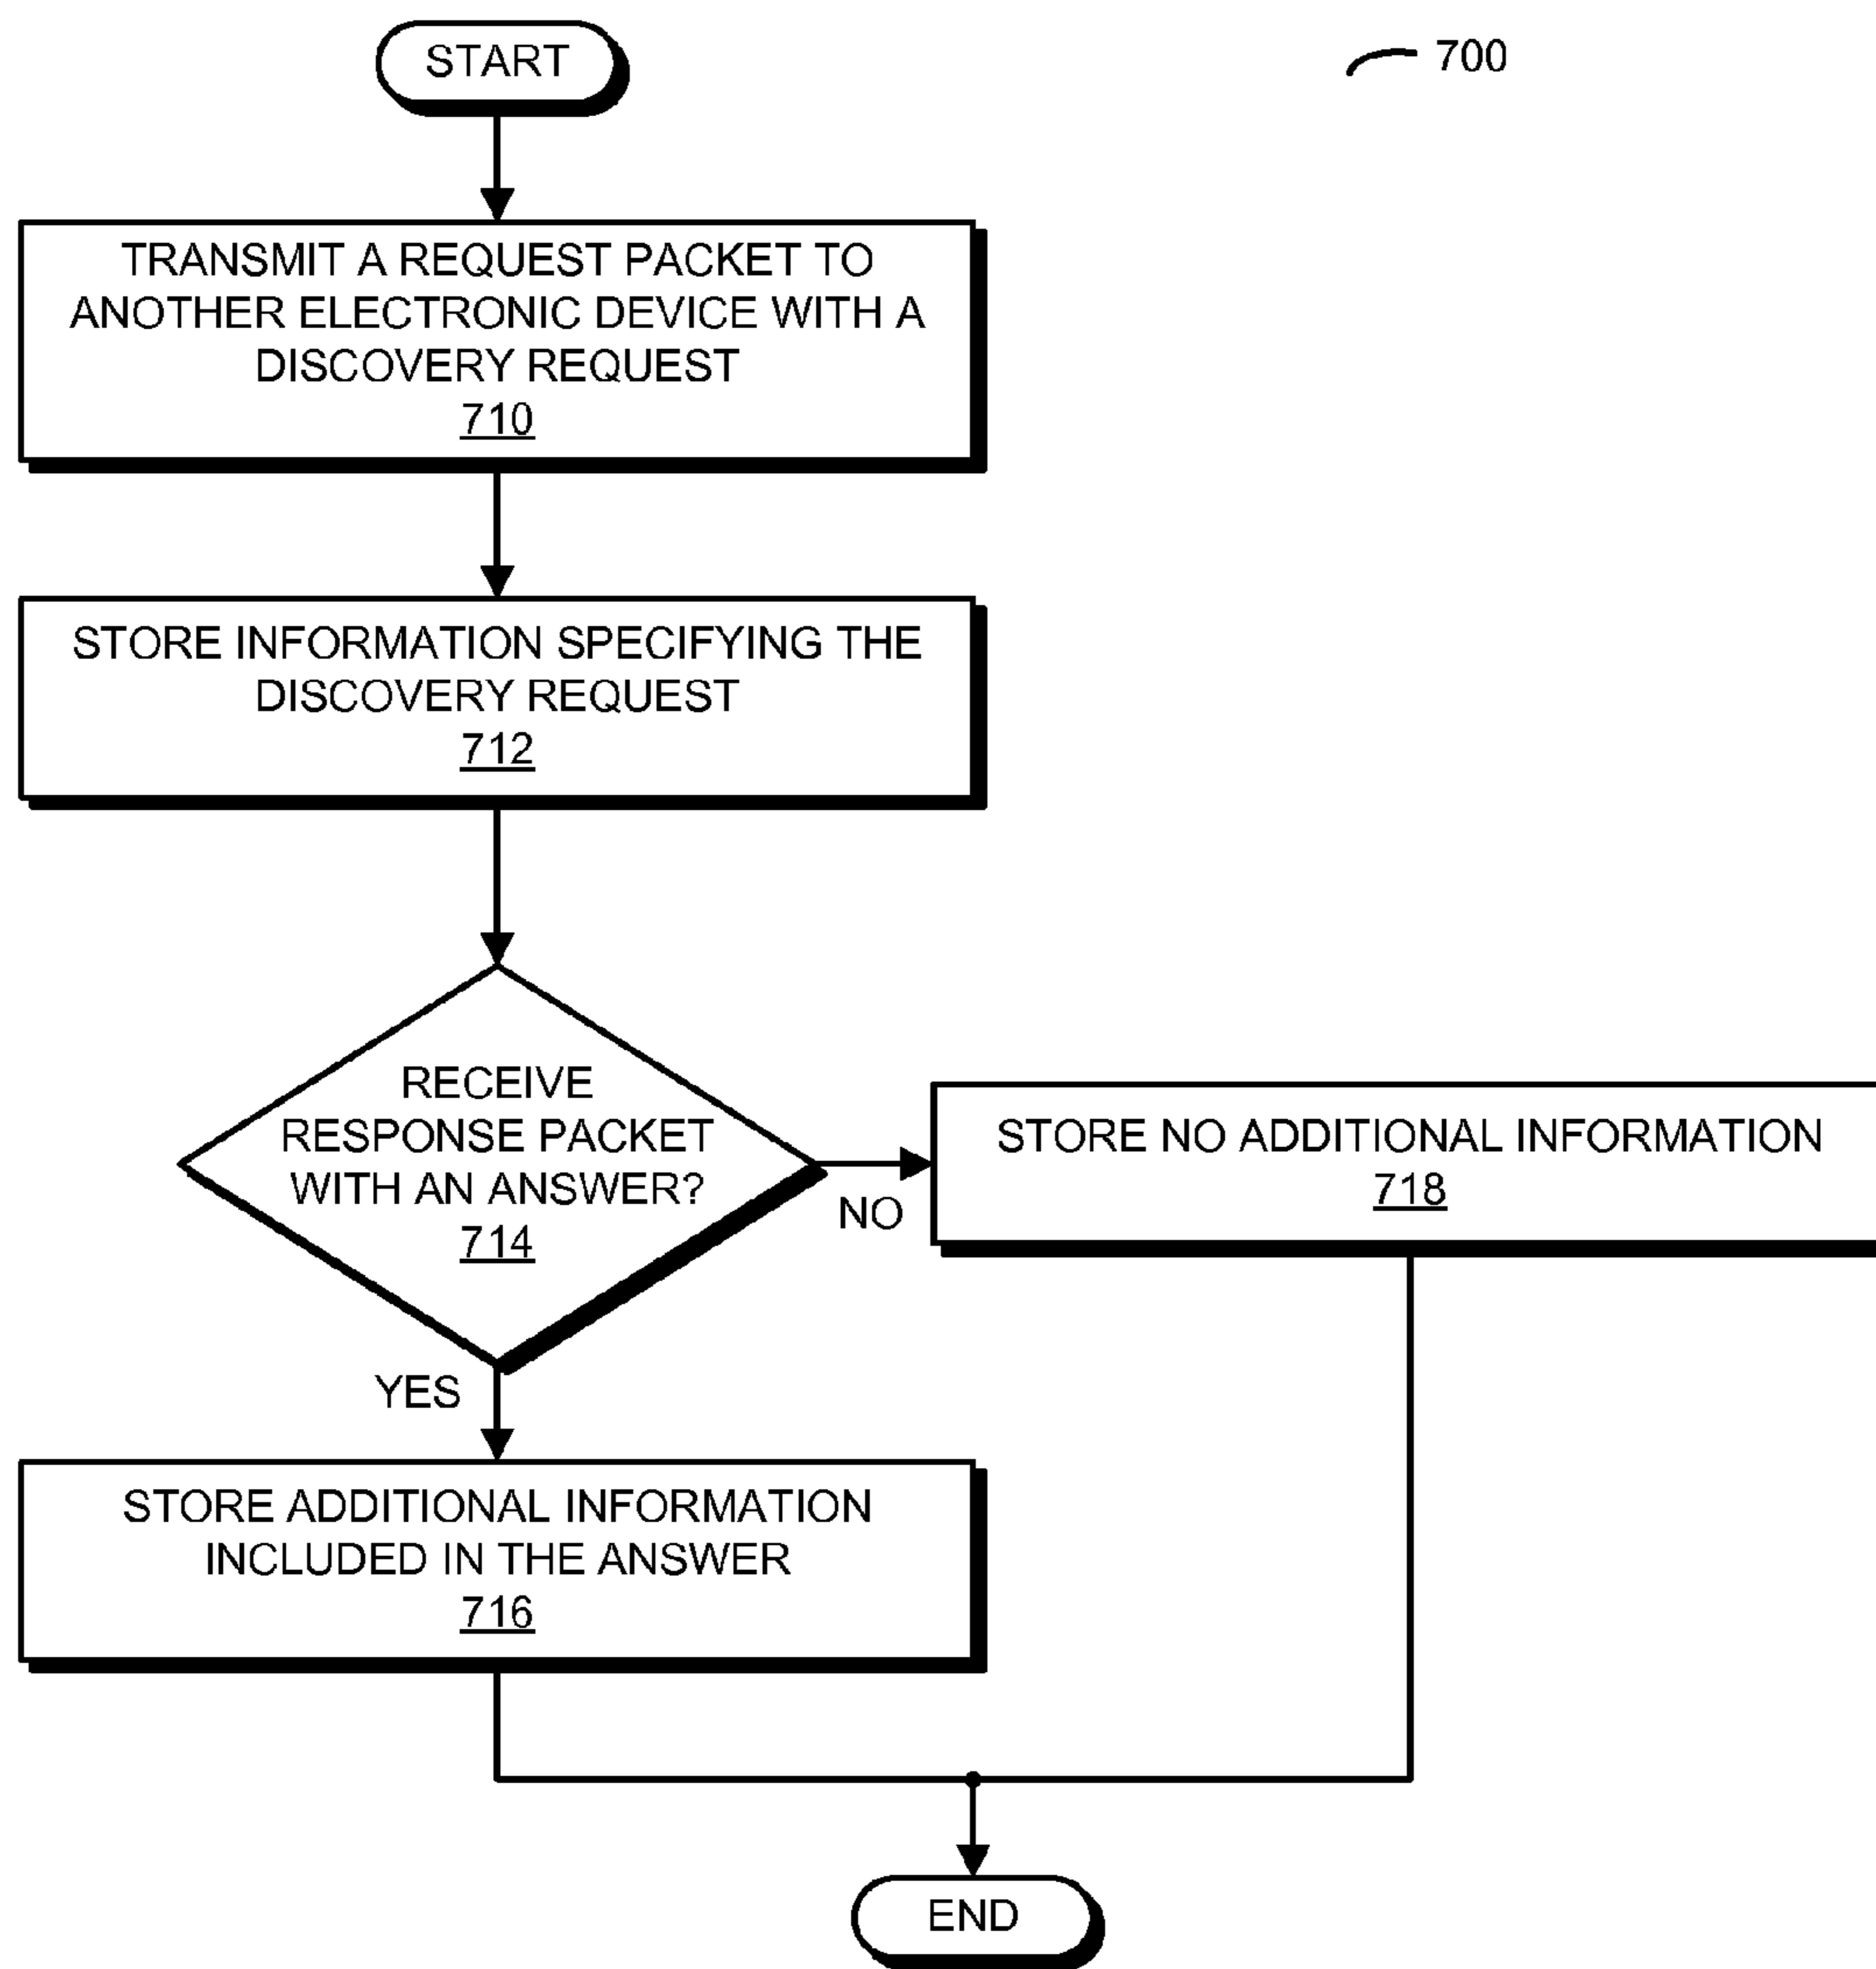 START
700
TRANSMIT A REQUEST PACKET TO
ANOTHER ELECTRONIC DEVICE WITH A
DISCOVERY REQUEST
710
STORE INFORMATION SPECIFYING THE
DISCOVERY REQUEST
712
RECEIVE
RESPONSE PACKET
WITH AN ANSWER?
714
NO
STORE NO ADDITIONAL INFORMATION
718
YES
STORE ADDITIONAL INFORMATION
INCLUDED IN THE ANSWER
716
END